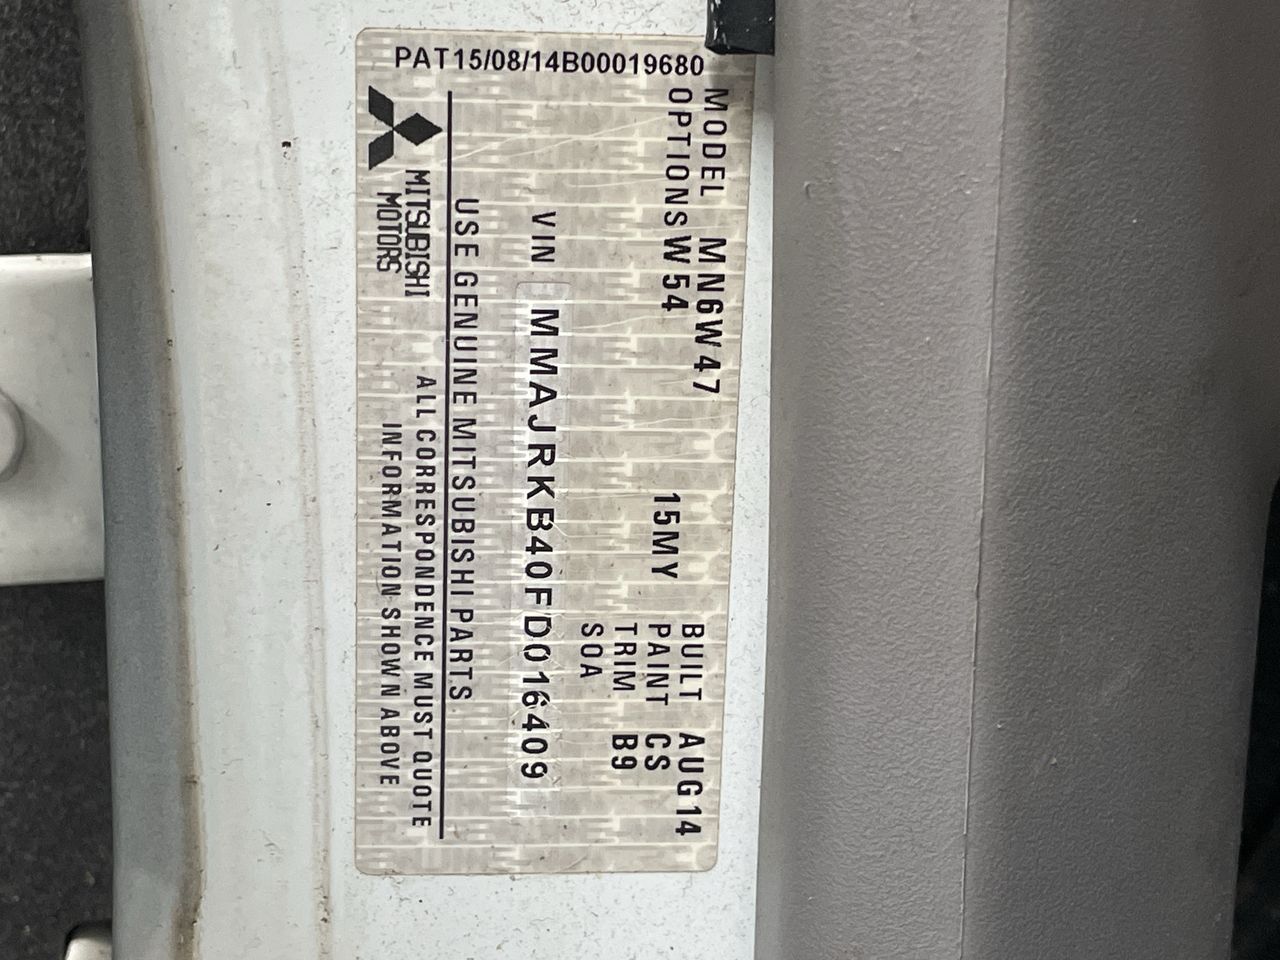 PAT15/08/14B00019680
MODEL MN6W47 BUILT AUG14
OPTIONS W54 15MY PAINT CS
TRIM B9
SOA
VIN MMAJRKB40FD016409
USE GENUINE MITSUBISHI PARTS
MITSUBISHI MOTORS
ALL CORRESPONDENCE MUST QUOTE
INFORMATION SHOWN ABOVE